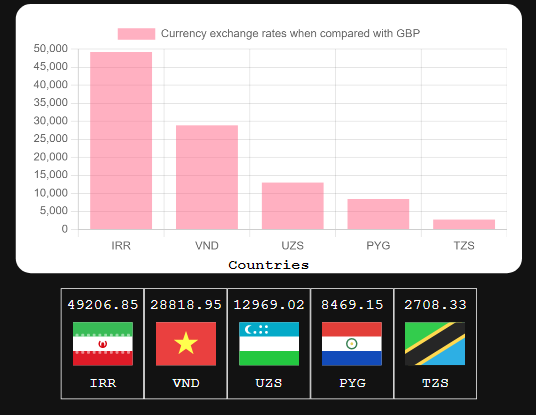 Currency exchange rates when compared with GBP
50,000
45,000
40,000
35,000
30,000
25,000
20,000
15,000
10,000
5,000
0
IRR VND UZS PYG TZS
Countries
49206.85 28818.95 12969.02 8469.15 2708.33
IRR VND UZS PYG TZS